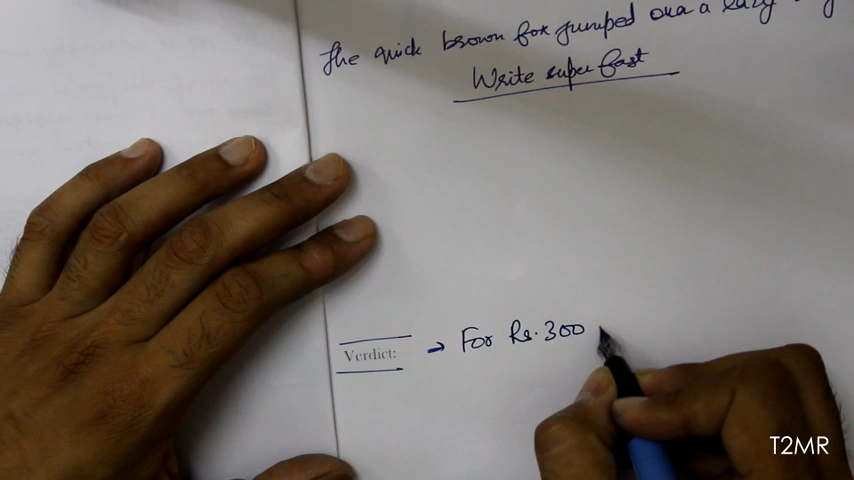 The quick brown fox jumped over a lazy
Write super fast
Verdict: → For Rs. 300
T2MR